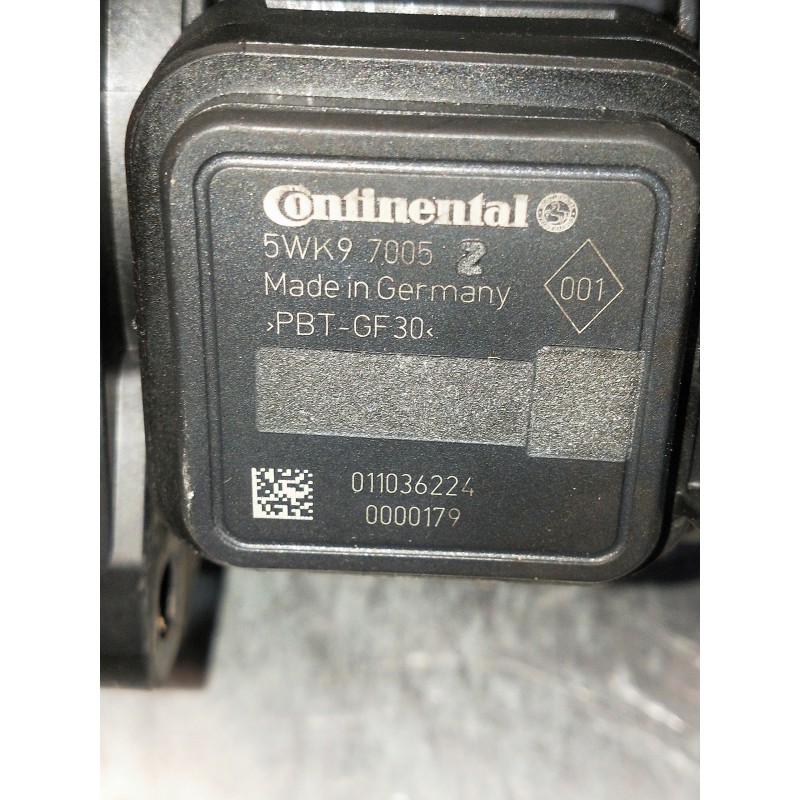 Continental
5WK9 7005 Z
Made in Germany
001
>PBT-GF30<
011036224
0000179